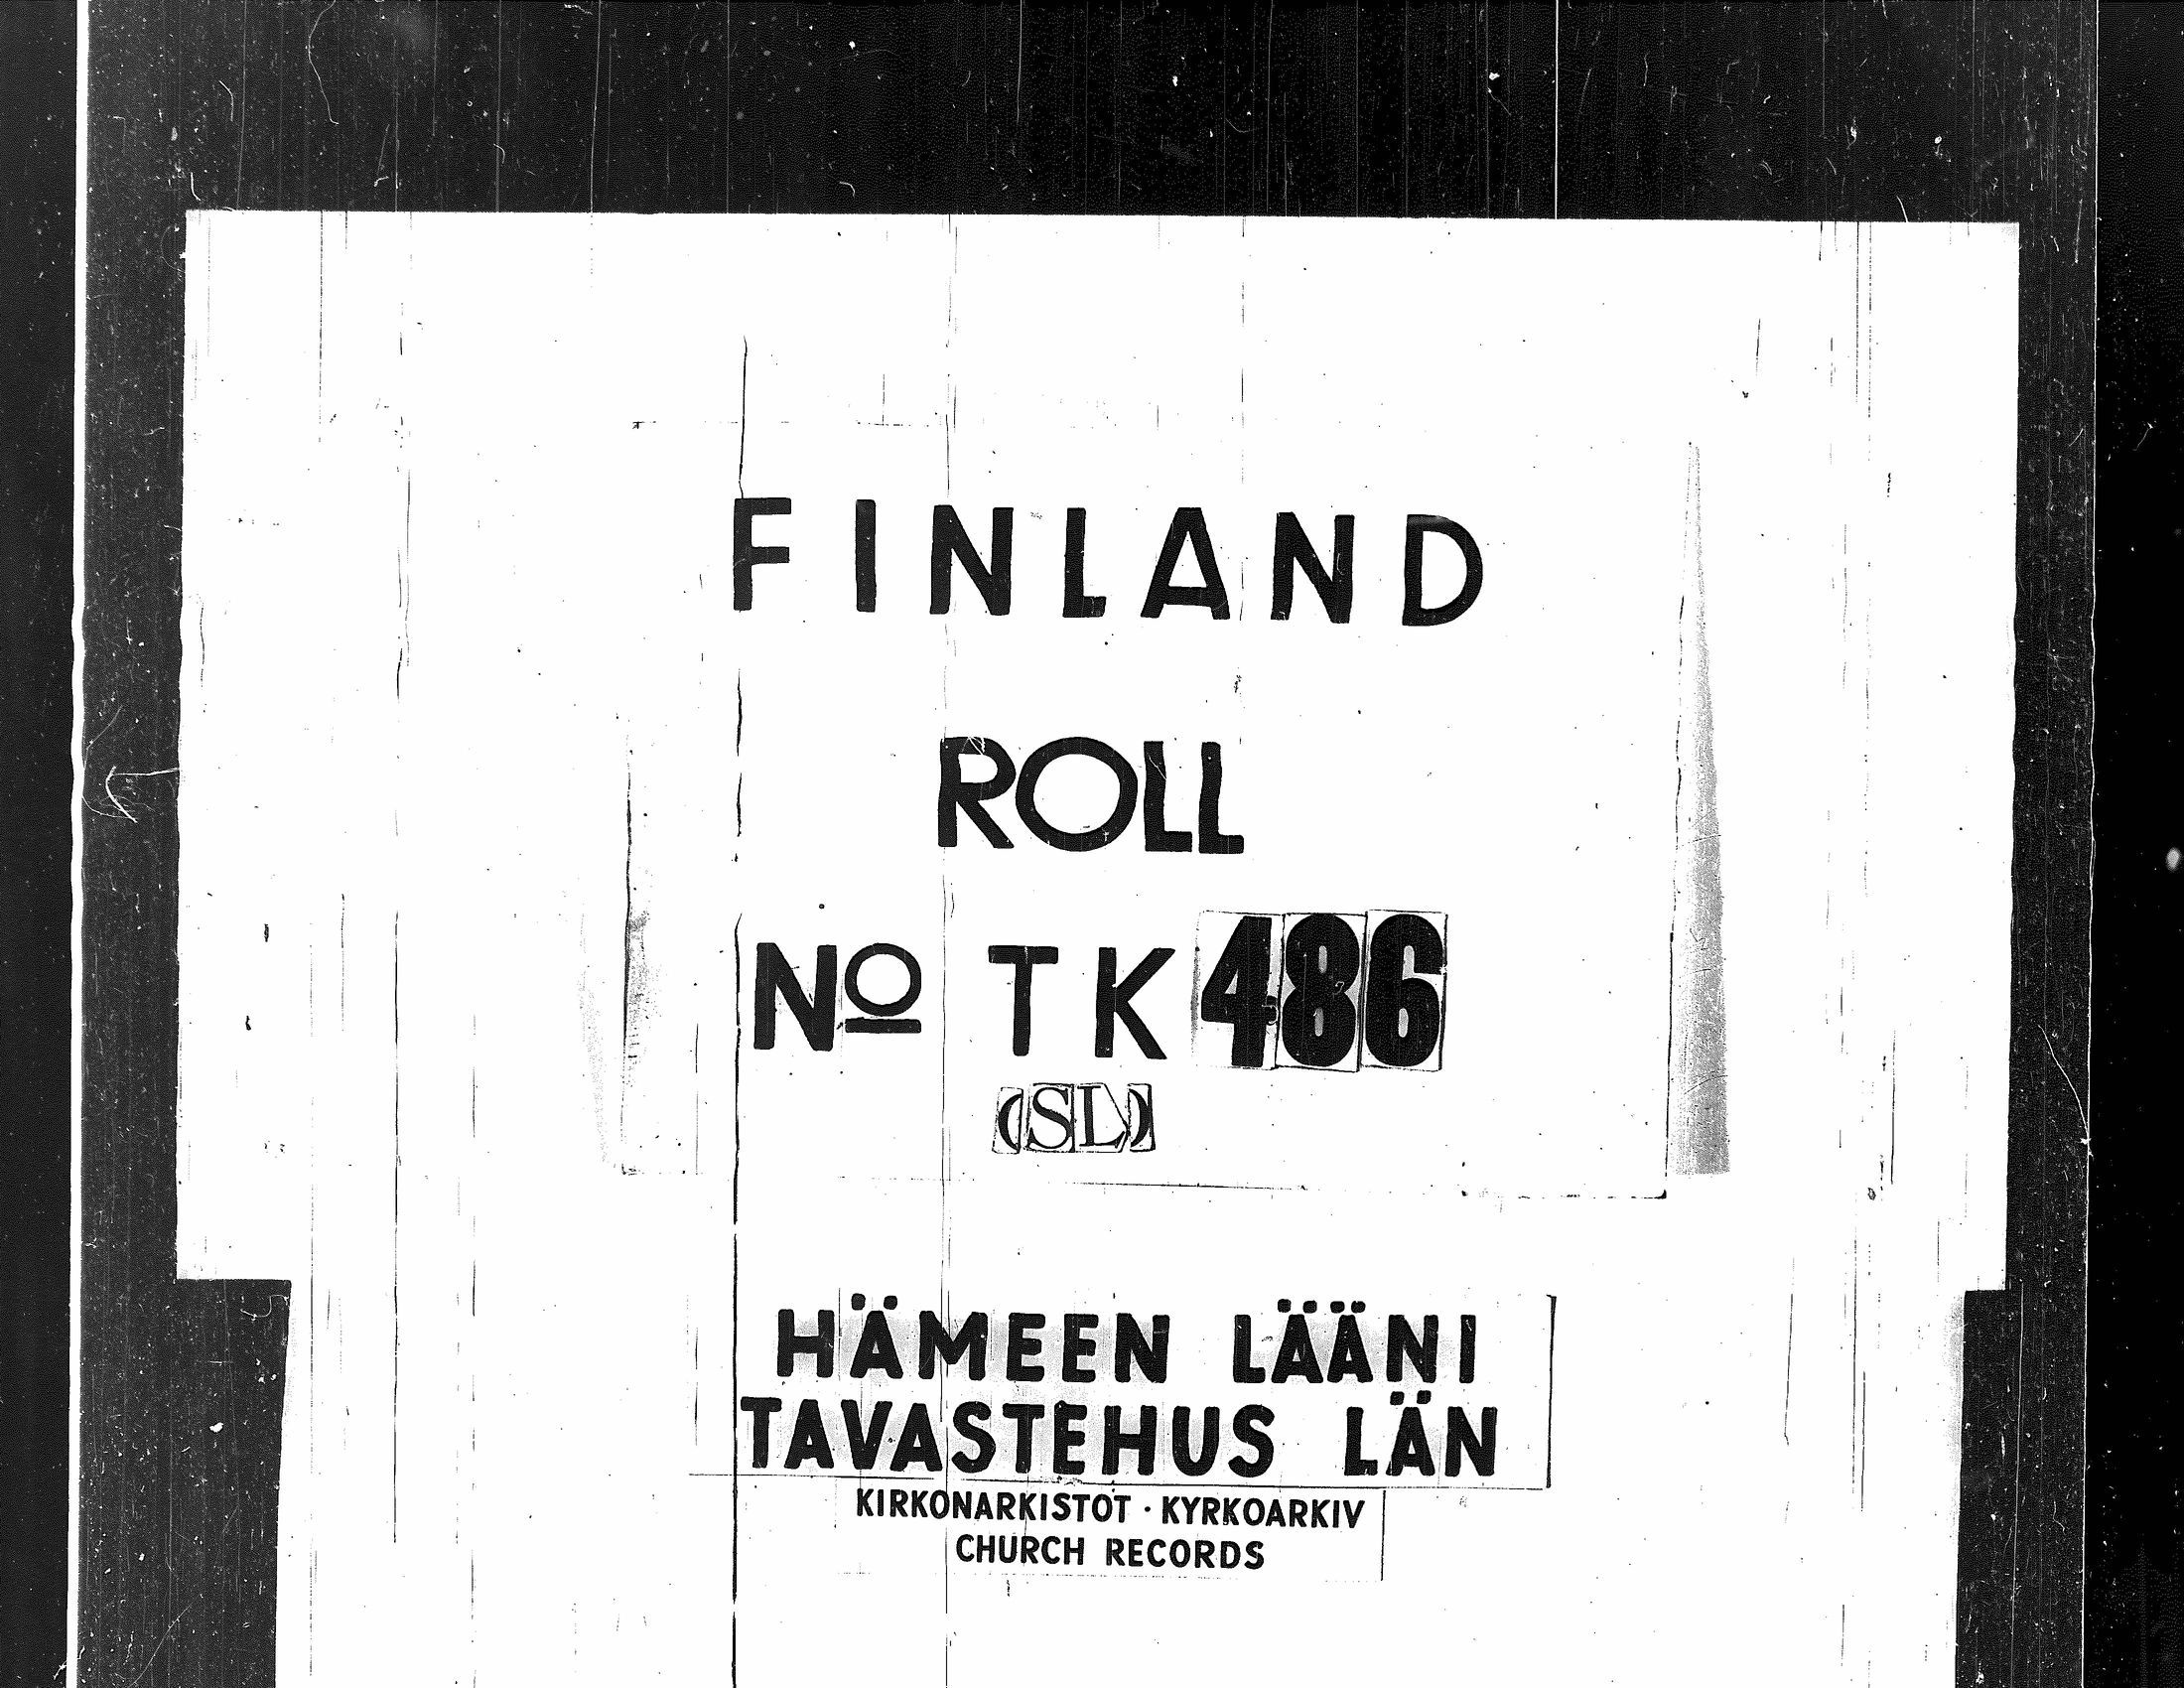 FINLAND
ROLL
Nº TK 486
(SL)
HÄMEEN LÄÄNI
TAVASTEHUS LÄN
KIRKONARKISTOT · KYRKOARKIV
CHURCH RECORDS